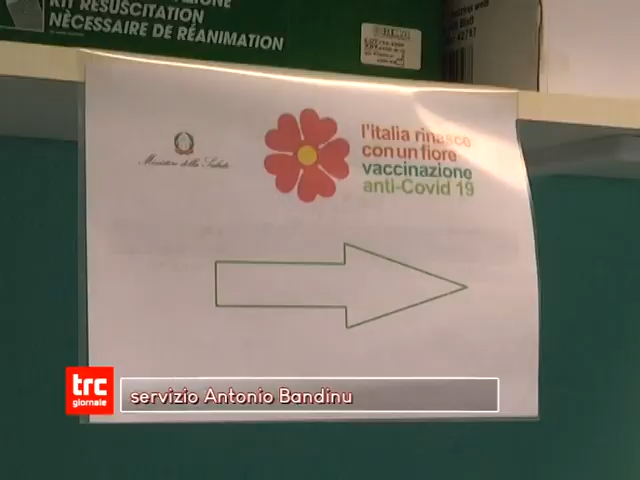 KIT RESUSCITATION
NÉCESSAIRE DE RÉANIMATION
Ministero della Salute
l'italia rinasce
con un fiore
vaccinazione
anti-Covid 19
trc
giornale
servizio Antonio Bandinu